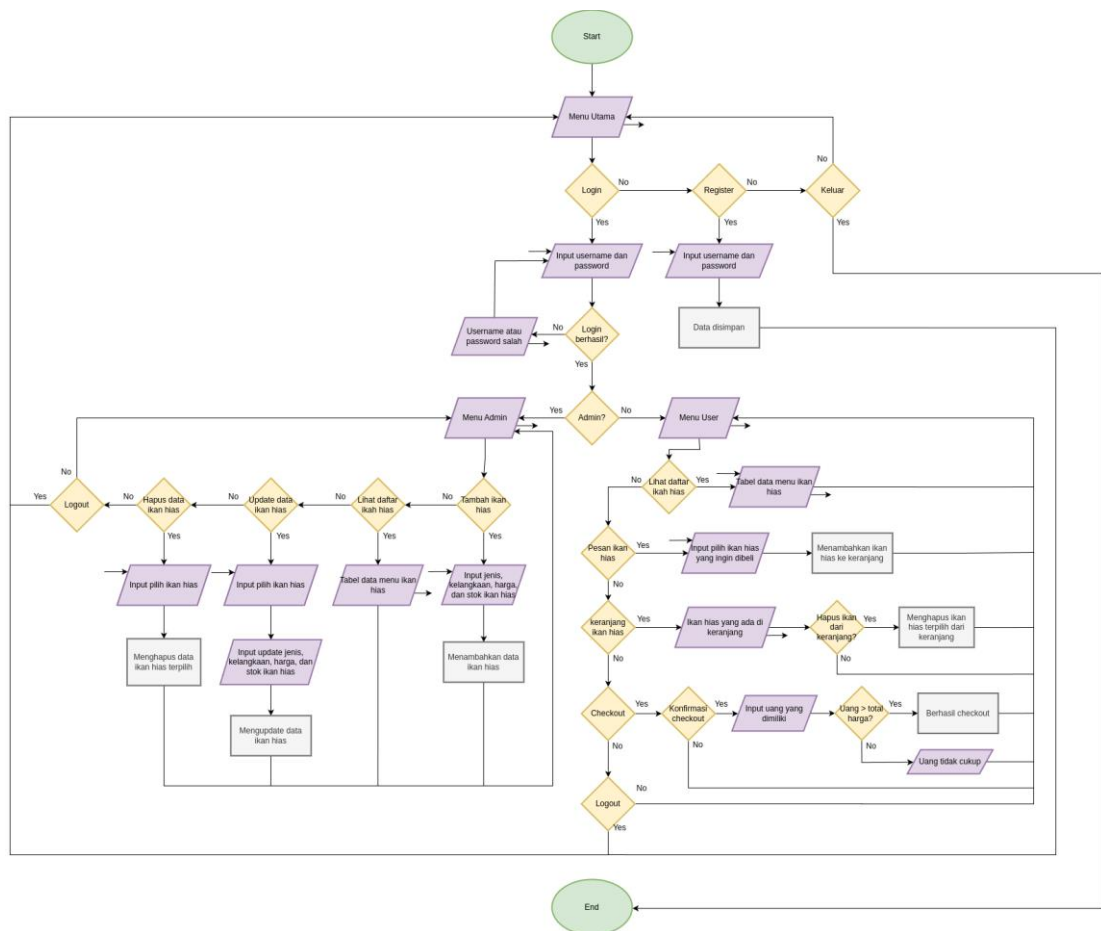 Start
Menu Utama
No
Login
No
Register
No
Keluar
Yes
Yes
Yes
Input username dan
password
Input username dan
password
Username atau
password salah
No
Login
berhasil?
Data disimpan
Yes
Menu Admin
Yes
Admin?
No
Menu User
No
Yes
Logout
No
Hapus data
ikan hias
No
Update data
ikan hias
No
Lihat daftar
ikah hias
No
Tambah ikan
hias
No
Lihat daftar
ikah hias
Yes
Tabel data menu ikan
hias
Yes
Yes
Yes
Yes
Pesan ikan
hias
Yes
Input pilih ikan hias
yang ingin dibeli
Menambahkan ikan
hias ke keranjang
Input pilih ikan hias
Input pilih ikan hias
Tabel data menu ikan
hias
Input jenis,
kelangkaan, harga,
dan stok ikan hias
No
keranjang
ikan hias
Yes
Ikan hias yang ada di
keranjang
Hapus ikan
dari
keranjang?
Yes
Menghapus ikan
hias terpilih dari
keranjang
Menghapus data
ikan hias terpilih
Input update jenis,
kelangkaan, harga, dan
stok ikan hias
Menambahkan data
ikan hias
No
No
Mengupdate data
ikan hias
Checkout
Yes
Konfirmasi
checkout
Yes
Input uang yang
dimiliki
Uang > total
harga?
Yes
Berhasil checkout
No
No
No
Uang tidak cukup
Logout
No
Yes
End